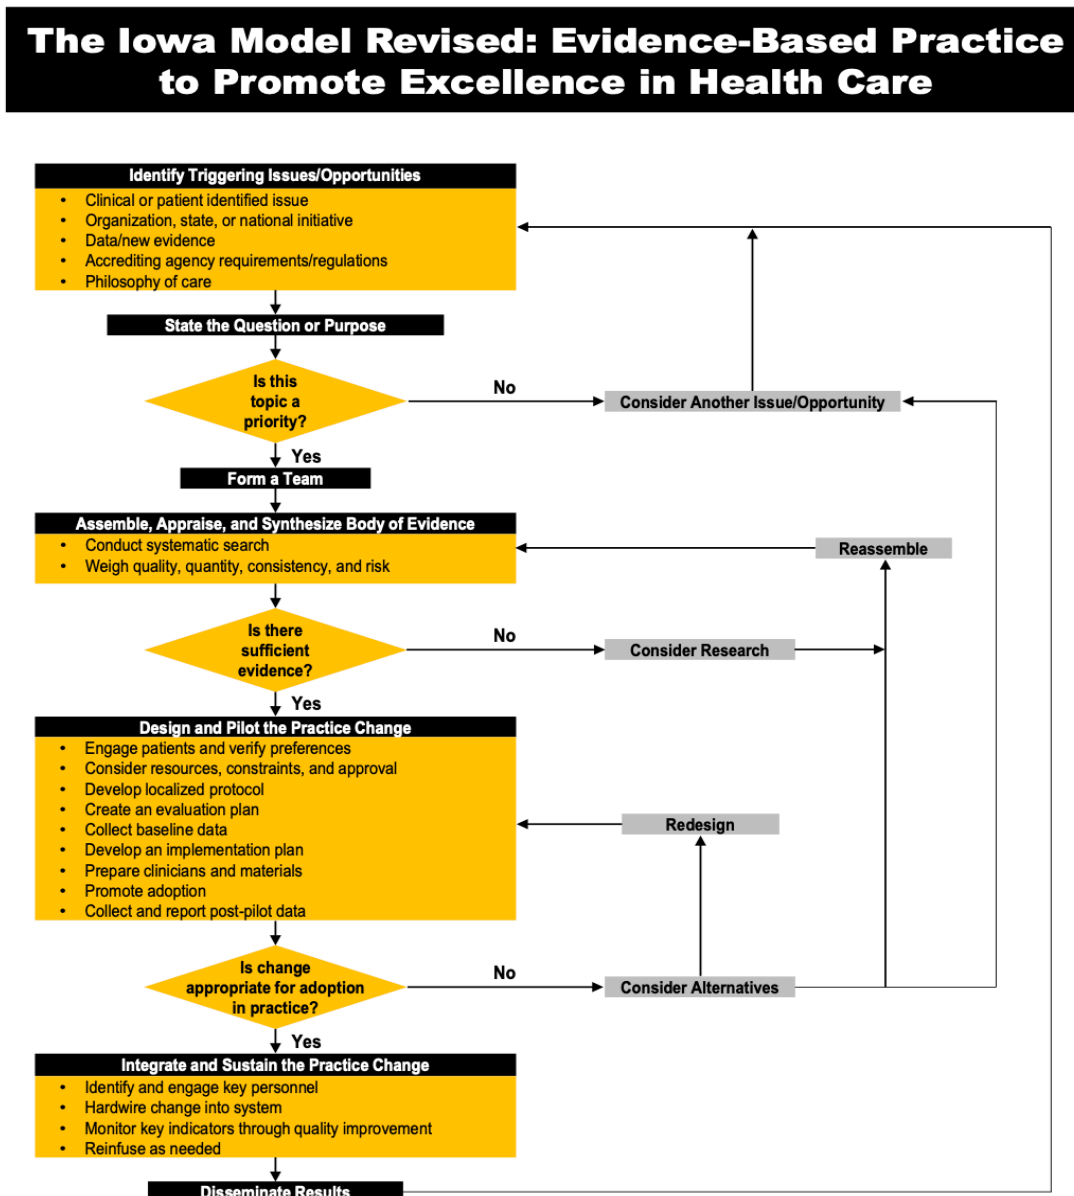 The Iowa Model Revised: Evidence-Based Practice
to Promote Excellence in Health Care
Identify Triggering Issues/Opportunities
• Clinical or patient identified issue
• Organization, state, or national initiative
• Data/new evidence
• Accrediting agency requirements/regulations
• Philosophy of care
State the Question or Purpose
Is this
topic a
priority?
No
Consider Another Issue/Opportunity
Yes
Form a Team
Assemble, Appraise, and Synthesize Body of Evidence
• Conduct systematic search
• Weigh quality, quantity, consistency, and risk
Reassemble
Is there
sufficient
evidence?
No
Consider Research
Yes
Design and Pilot the Practice Change
• Engage patients and verify preferences
• Consider resources, constraints, and approval
• Develop localized protocol
• Create an evaluation plan
• Collect baseline data
• Develop an implementation plan
• Prepare clinicians and materials
• Promote adoption
• Collect and report post-pilot data
Redesign
Is change
appropriate for adoption
in practice?
No
Consider Alternatives
Yes
Integrate and Sustain the Practice Change
• Identify and engage key personnel
• Hardwire change into system
• Monitor key indicators through quality improvement
• Reinfuse as needed
Disseminate Results